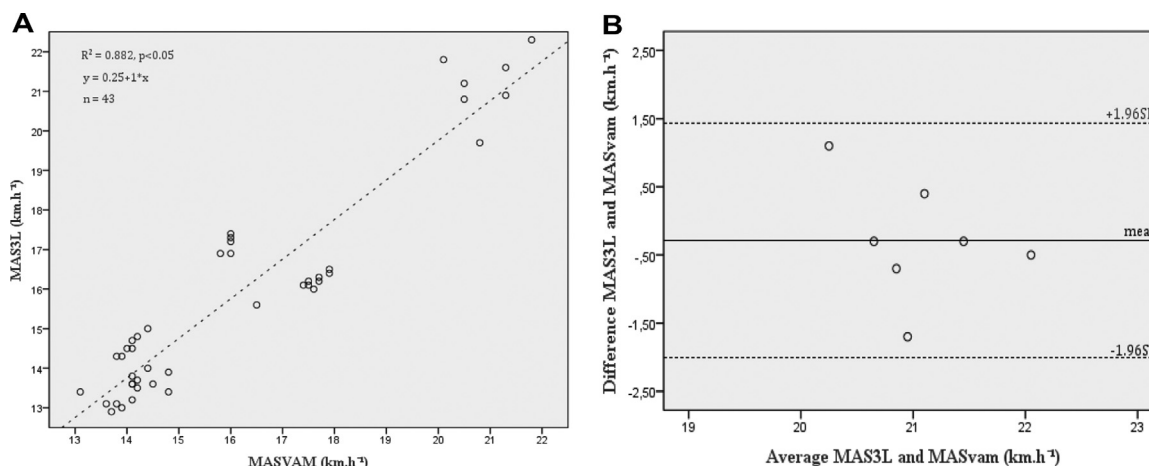 A
R² = 0.882, p<0.05
y = 0.25+1*x
n = 43
MAS3L (km.h⁻¹)
22
21
20
19
18
17
16
15
14
13
13 14 15 16 17 18 19 20 21 22
MASVAM (km.h⁻¹)
B
Difference MAS3L and MASvam (km.h⁻¹)
2,50
1,50
,50
-,50
-1,50
-2,50
+1.96S
mea
-1.96S
19 20 21 22 23
Average MAS3L and MASvam (km.h⁻¹)